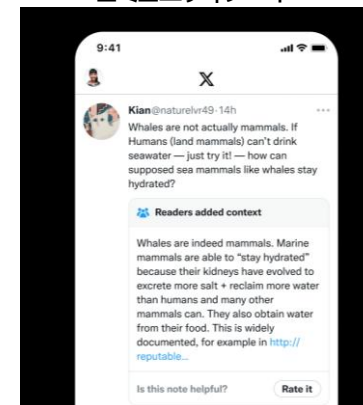 9:41
X
Kian@naturelvr49·14h
Whales are not actually mammals. If
Humans (land mammals) can't drink
seawater — just try it! — how can
supposed sea mammals like whales stay
hydrated?
Readers added context
Whales are indeed mammals. Marine
mammals are able to “stay hydrated”
because their kidneys have evolved to
excrete more salt + reclaim more water
than humans and many other
mammals can. They also obtain water
from their food. This is widely
documented, for example in http://
reputable...
Is this note helpful?
Rate it